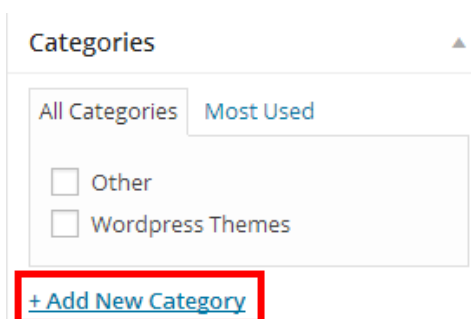 Categories
All Categories Most Used
Other
Wordpress Themes
+ Add New Category